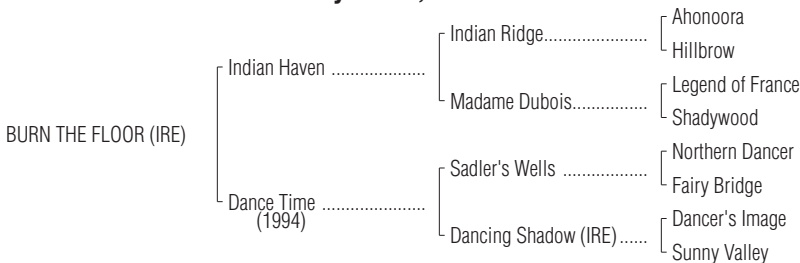 Ahonoora
Indian Ridge......................
Hillbrow
Indian Haven ....................
Legend of France
Madame Dubois................
Shadywood
BURN THE FLOOR (IRE)
Northern Dancer
Sadler's Wells ..................
Fairy Bridge
Dance Time ......................
(1994)
Dancer's Image
Dancing Shadow (IRE)......
Sunny Valley